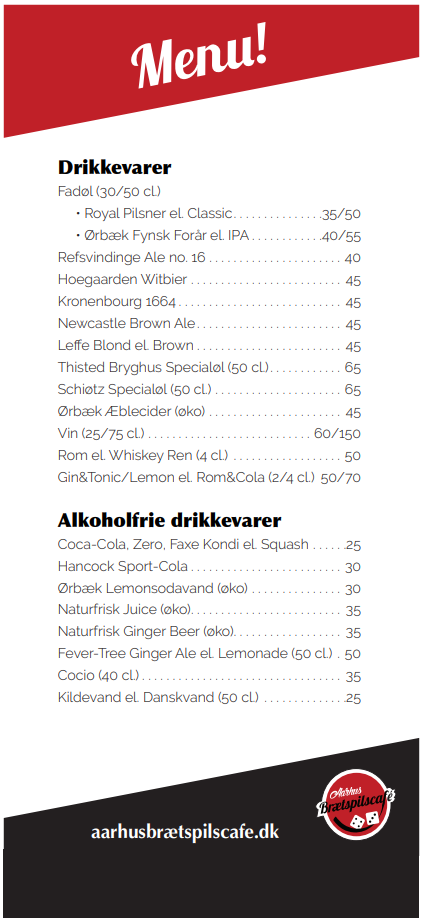 Menu!
Drikkevarer
Fadøl (30/50 cl.)
• Royal Pilsner el. Classic...............35/50
• Ørbæk Fynsk Forår el. IPA............40/55
Refsvindinge Ale no. 16 ...................... 40
Hoegaarden Witbier ......................... 45
Kronenbourg 1664........................... 45
Newcastle Brown Ale........................ 45
Leffe Blond el. Brown ........................ 45
Thisted Bryghus Specialøl (50 cl.)............ 65
Schiøtz Specialøl (50 cl.) ..................... 65
Ørbæk Æblecider (øko) ...................... 45
Vin (25/75 cl.) ........................... 60/150
Rom el. Whiskey Ren (4 cl.) .................. 50
Gin&Tonic/Lemon el. Rom&Cola (2/4 cl.) 50/70
Alkoholfrie drikkevarer
Coca-Cola, Zero, Faxe Kondi el. Squash ......25
Hancock Sport-Cola ......................... 30
Ørbæk Lemonsodavand (øko) ............... 30
Naturfrisk Juice (øko)......................... 35
Naturfrisk Ginger Beer (øko).................. 35
Fever-Tree Ginger Ale el. Lemonade (50 cl.) . 50
Cocio (40 cl.)................................. 35
Kildevand el. Danskvand (50 cl.) ..............25
aarhusbrætspilscafe.dk
Aarhus
Brætspilscafé